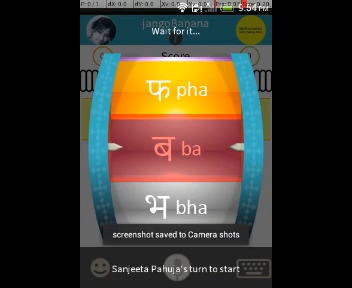 jangoBanana
Wait for it...
Score
फ pha
ब ba
भ bha
screenshot saved to Camera shots
Sanjeeta Pahuja's turn to start